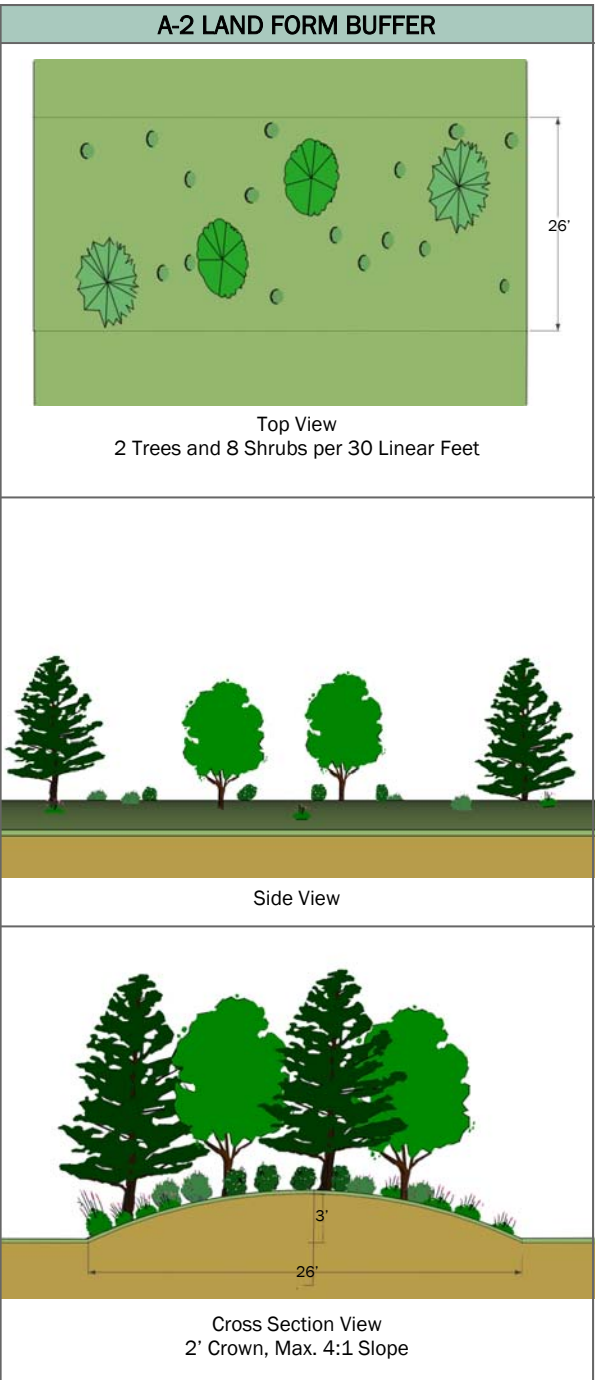 A-2 LAND FORM BUFFER
26’
Top View
2 Trees and 8 Shrubs per 30 Linear Feet
Side View
3’
26’
Cross Section View
2’ Crown, Max. 4:1 Slope